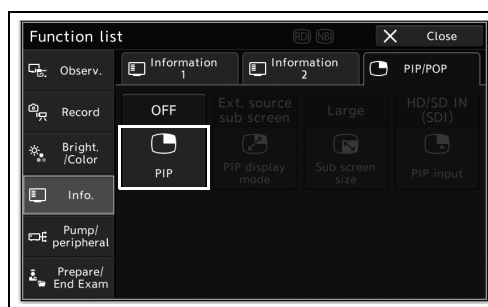 Function list
RDI NBI
Close
Observ.
Record
Bright.
/Color
Info.
Pump/
peripheral
Prepare/
End Exam
Information
1
Information
2
PIP/POP
OFF
PIP
Ext. source
sub screen
PIP display
mode
Large
Sub screen
size
HD/SD IN
(SDI)
PIP input